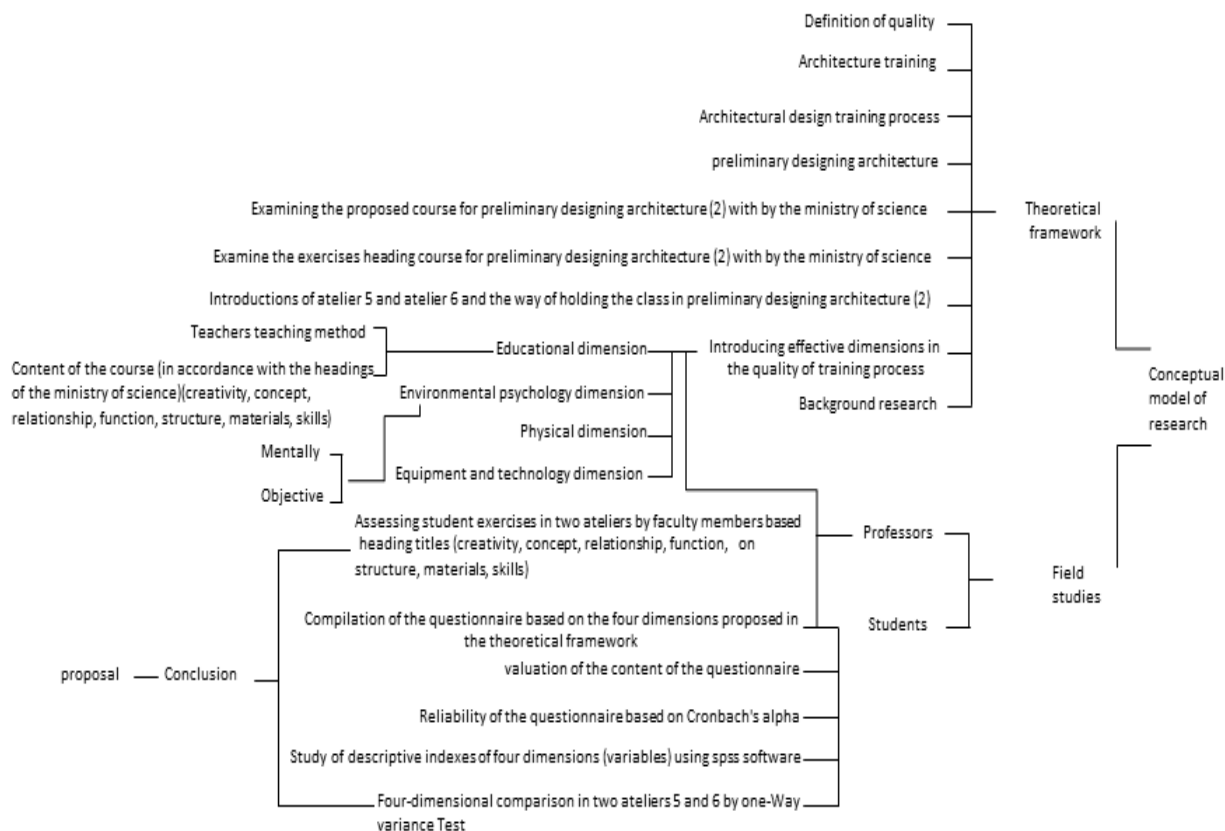 Definition of quality
Architecture training
Architectural design training process
preliminary designing architecture
Examining the proposed course for preliminary designing architecture (2) with by the ministry of science
Theoretical
framework
Examine the exercises heading course for preliminary designing architecture (2) with by the ministry of science
Introductions of atelier 5 and atelier 6 and the way of holding the class in preliminary designing architecture (2)
Teachers teaching method
Educational dimension
Introducing effective dimensions in
the quality of training process
Content of the course (in accordance with the headings
of the ministry of science)(creativity, concept,
relationship, function, structure, materials, skills)
Environmental psychology dimension
Background research
Conceptual
model of
research
Physical dimension
Mentally
Objective
Equipment and technology dimension
Assessing student exercises in two ateliers by faculty members based
heading titles (creativity, concept, relationship, function, on
structure, materials, skills)
Professors
Field
studies
Students
Compilation of the questionnaire based on the four dimensions proposed in
the theoretical framework
valuation of the content of the questionnaire
proposal
Conclusion
Reliability of the questionnaire based on Cronbach's alpha
Study of descriptive indexes of four dimensions (variables) using spss software
Four-dimensional comparison in two ateliers 5 and 6 by one-Way
variance Test